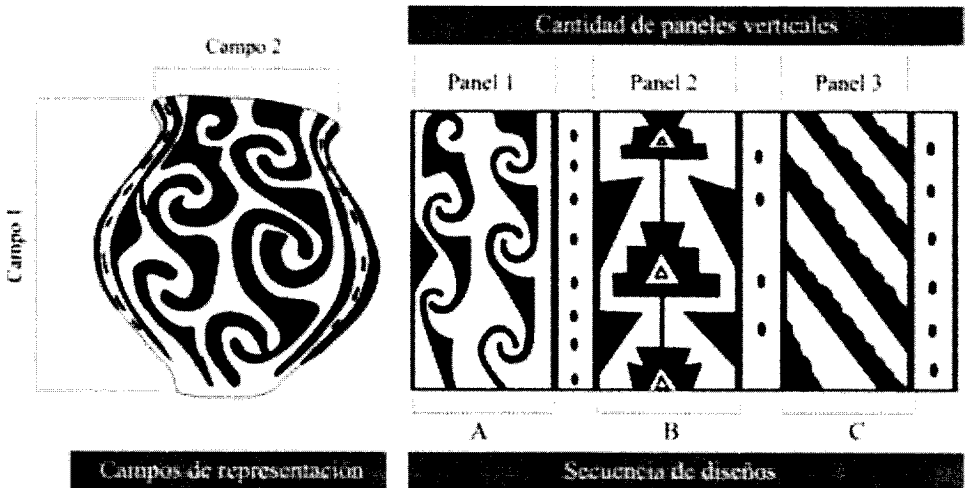 Cantidad de paneles verticales
Campo 2
Panel 1
Panel 2
Panel 3
Campo 1
A
B
C
Campos de representación
Secuencia de diseños